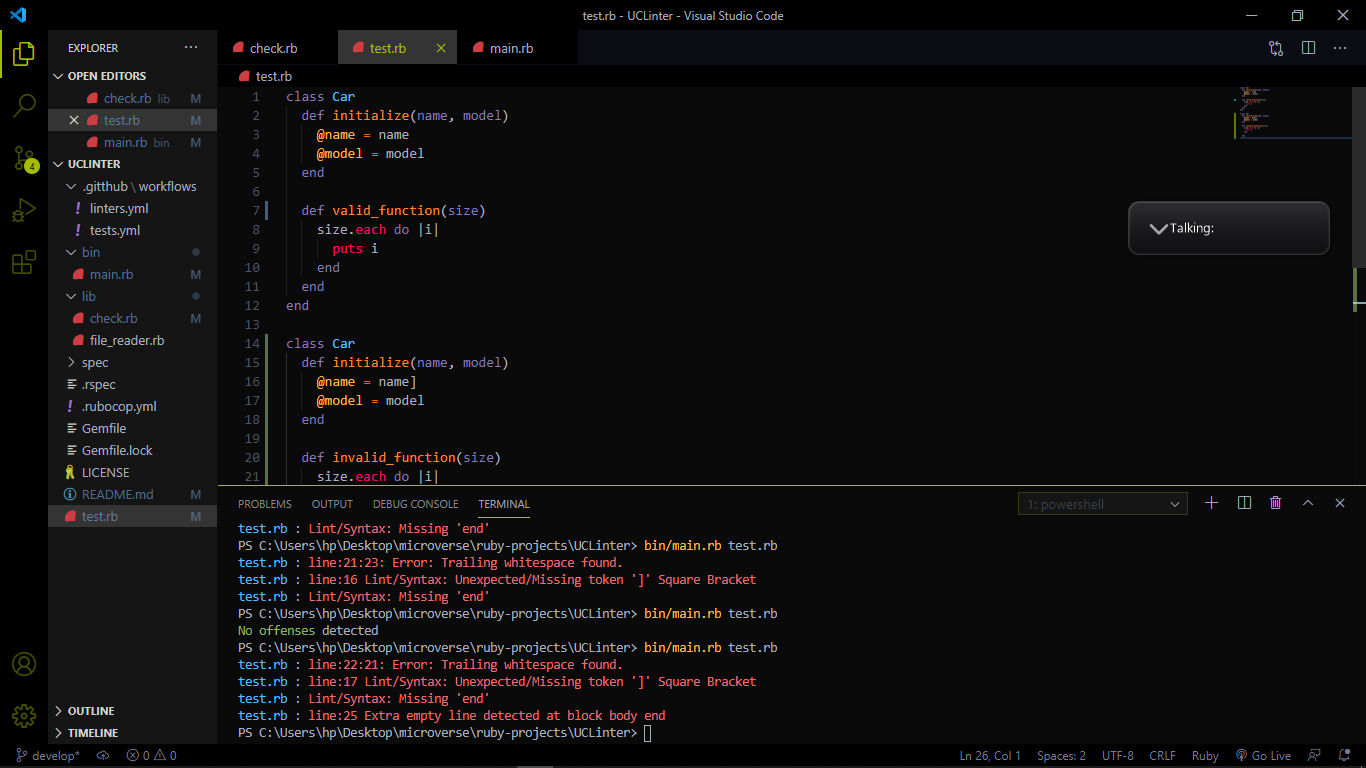 test.rb - UCLinter - Visual Studio Code
EXPLORER
check.rb
test.rb
main.rb
OPEN EDITORS
check.rb lib M
test.rb M
main.rb bin M
UCLINTER
.gitthub \ workflows
linters.yml
tests.yml
bin
main.rb M
lib
check.rb M
file_reader.rb
spec
.rspec
.rubocop.yml
Gemfile
Gemfile.lock
LICENSE
README.md M
test.rb M
OUTLINE
TIMELINE
4
test.rb
1 class Car
2 def initialize(name, model)
3 @name = name
4 @model = model
5 end
6
7 def valid_function(size)
8 size.each do |i|
9 puts i
10 end
11 end
12 end
13
14 class Car
15 def initialize(name, model)
16 @name = name]
17 @model = model
18 end
19
20 def invalid_function(size)
21 size.each do |i|
Talking:
PROBLEMS OUTPUT DEBUG CONSOLE TERMINAL
1: powershell
test.rb : Lint/Syntax: Missing 'end'
PS C:\Users\hp\Desktop\microverse\ruby-projects\UCLinter> bin/main.rb test.rb
test.rb : line:21:23: Error: Trailing whitespace found.
test.rb : line:16 Lint/Syntax: Unexpected/Missing token ']' Square Bracket
test.rb : Lint/Syntax: Missing 'end'
PS C:\Users\hp\Desktop\microverse\ruby-projects\UCLinter> bin/main.rb test.rb
No offenses detected
PS C:\Users\hp\Desktop\microverse\ruby-projects\UCLinter> bin/main.rb test.rb
test.rb : line:22:21: Error: Trailing whitespace found.
test.rb : line:17 Lint/Syntax: Unexpected/Missing token ']' Square Bracket
test.rb : Lint/Syntax: Missing 'end'
test.rb : line:25 Extra empty line detected at block body end
PS C:\Users\hp\Desktop\microverse\ruby-projects\UCLinter>
develop* 0 0 Ln 26, Col 1 Spaces: 2 UTF-8 CRLF Ruby Go Live